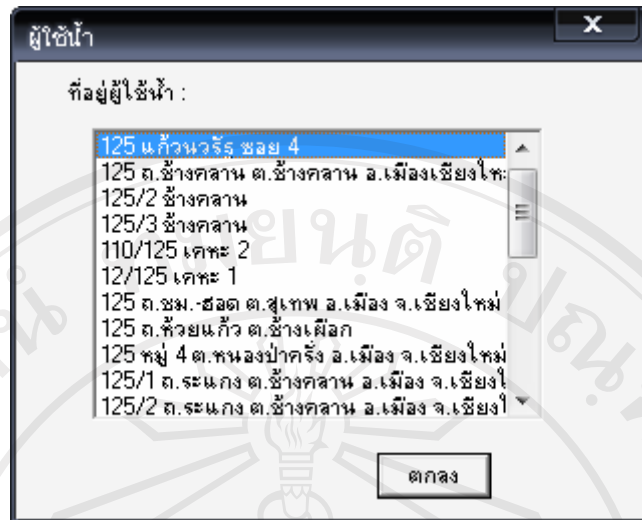 ผู้ใช้น้ำ
ที่อยู่ผู้ใช้น้ำ :
125 แก้วนวรัฐ ซอย 4
125 ถ.ช้างคลาน ต.ช้างคลาน อ.เมืองเชียงให
125/2 ช้างคลาน
125/3 ช้างคลาน
110/125 เคหะ 2
12/125 เคหะ 1
125 ถ.ชม.-ฮอด ต.สุเทพ อ.เมือง จ.เชียงใหม่
125 ถ.ห้วยแก้ว ต.ช้างเผือก
125 หมู่ 4 ต.หนองป่าครั่ง อ.เมือง จ.เชียงใหม่
125/1 ถ.ระแกง ต.ช้างคลาน อ.เมือง จ.เชียงใ
125/2 ถ.ระแกง ต.ช้างคลาน อ.เมือง จ.เชียงใ
ตกลง